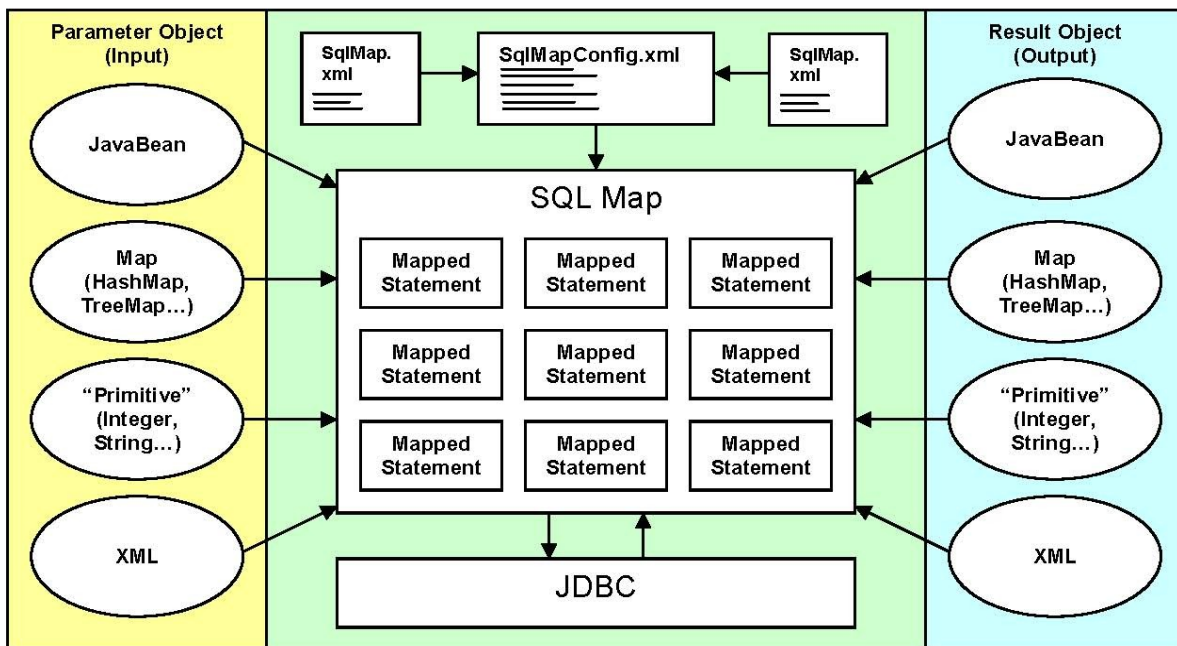 Parameter Object
(Input)
JavaBean
Map
(HashMap,
TreeMap…)
“Primitive”
(Integer,
String…)
XML
SqlMap.
xml
SqlMapConfig.xml
SqlMap.
xml
SQL Map
Mapped
Statement
Mapped
Statement
Mapped
Statement
Mapped
Statement
Mapped
Statement
Mapped
Statement
Mapped
Statement
Mapped
Statement
Mapped
Statement
JDBC
Result Object
(Output)
JavaBean
Map
(HashMap,
TreeMap…)
“Primitive”
(Integer,
String…)
XML